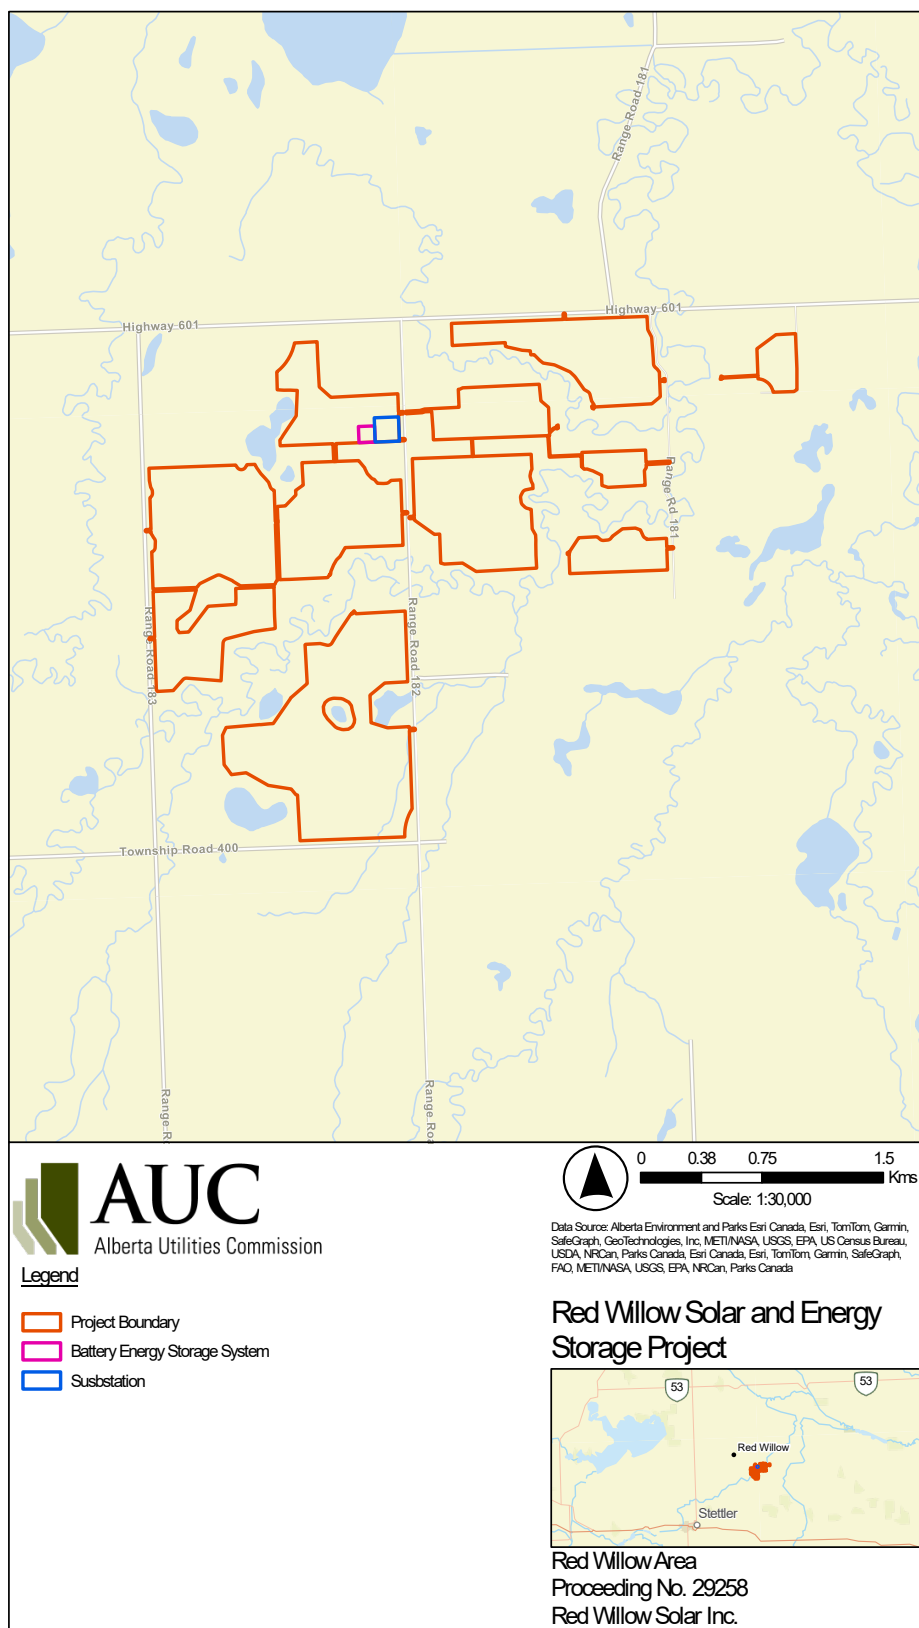 Range Road 181
Highway 601
Highway 601
Range Rd 181
Range Road 183
Range Road 182
Township Road 400
Range R
Range Roa
AUC
Alberta Utilities Commission
Legend
Project Boundary
Battery Energy Storage System
Susbstation
0 0.38 0.75 1.5
Kms
Scale: 1:30,000
Data Source: Alberta Environment and Parks Esri Canada, Esri, TomTom, Garmin,
SafeGraph, GeoTechnologies, Inc, METI/NASA, USGS, EPA, US Census Bureau,
USDA, NRCan, Parks Canada, Esri Canada, Esri, TomTom, Garmin, SafeGraph,
FAO, METI/NASA, USGS, EPA, NRCan, Parks Canada
Red Willow Solar and Energy
Storage Project
53
53
Red Willow
Stettler
Red Willow Area
Proceeding No. 29258
Red Willow Solar Inc.